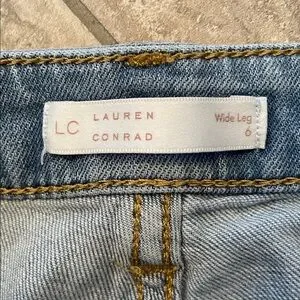 LC
LAUREN
CONRAD
Wide Leg
6